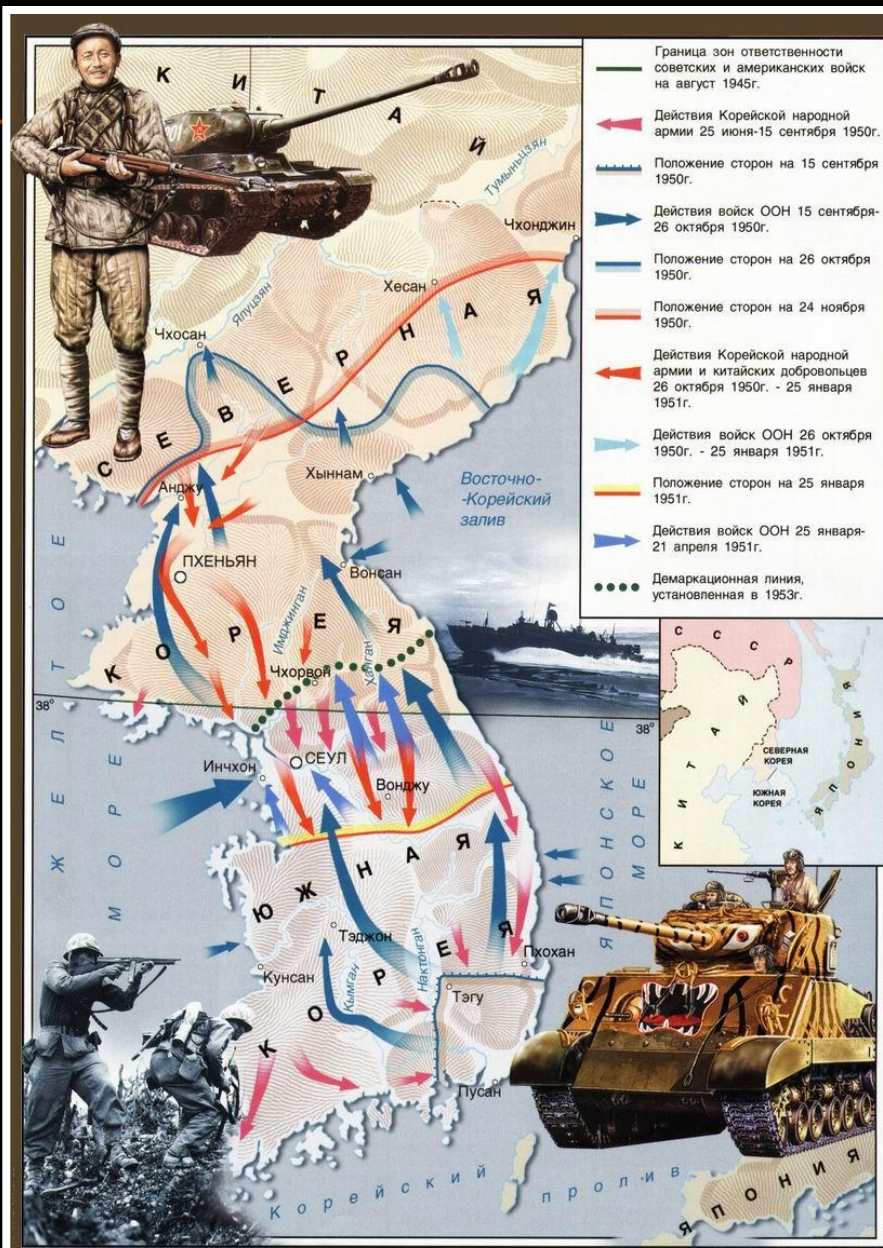 Граница зон ответственности
советских и американских войск
на август 1945г.
Действия Корейской народной
армии 25 июня-15 сентября 1950г.
Положение сторон на 15 сентября
1950г.
Действия войск ООН 15 сентября-
26 октября 1950г.
Положение сторон на 26 октября
1950г.
Положение сторон на 24 ноября
1950г.
Действия Корейской народной
армии и китайских добровольцев
26 октября 1950г. - 25 января
1951г.
Действия войск ООН 26 октября
1950г. - 25 января 1951г.
Положение сторон на 25 января
1951г.
Действия войск ООН 25 января-
21 апреля 1951г.
Демаркационная линия,
установленная в 1953г.
КИТАЙ
Тумыньцзян
Чхонджин
Хесан
Ялуцзян
Чхосан
СЕВЕРНАЯ
Анджу
Хыннам
Восточно-
-Корейский
залив
ПХЕНЬЯН
Вонсан
Имджинган
КОРЕЯ
Чхорвон
Ханган
38°
38°
СЕУЛ
Инчхон
Вонджу
ЖЕЛТОЕ
МОРЕ
ЯПОНСКОЕ
МОРЕ
ЮЖНАЯ
Тэджон
Кунсан
Кымган
Нактонган
Пхохан
Тэгу
КОРЕЯ
Пусан
Корейский пролив
ЯПОНИЯ
СССР
КИТАЙ
СЕВЕРНАЯ
КОРЕЯ
ЮЖНАЯ
КОРЕЯ
ЯПОНИЯ